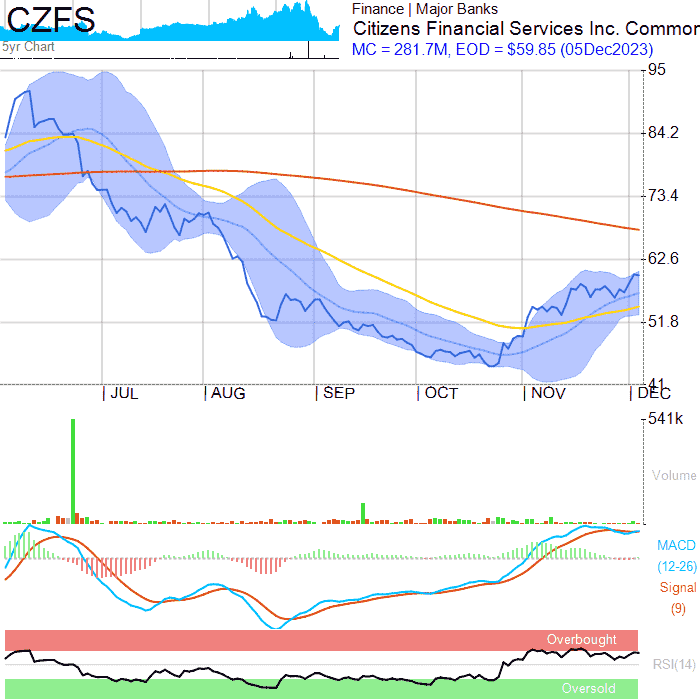 CZFS
Finance | Major Banks
Citizens Financial Services Inc. Common
MC = 281.7M, EOD = $59.85 (05Dec2023)
5yr Chart
95
84.2
73.4
62.6
51.8
41
| JUL | AUG | SEP | OCT | NOV | DEC
541k
Volume
MACD
(12-26)
Signal
(9)
Overbought
RSI(14)
Oversold